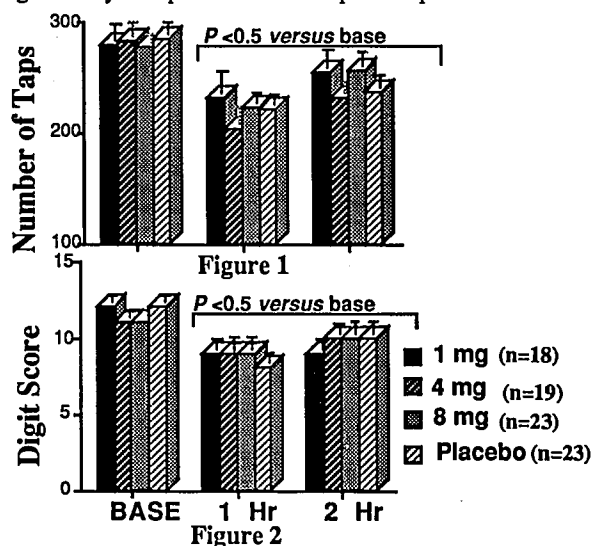 300
P <0.5 versus base
Number of Taps
200
100
Figure 1
15
P <0.5 versus base
10
Digit Score
1 mg (n=18)
4 mg (n=19)
5
8 mg (n=23)
Placebo (n=23)
0
BASE 1 Hr 2 Hr
Figure 2